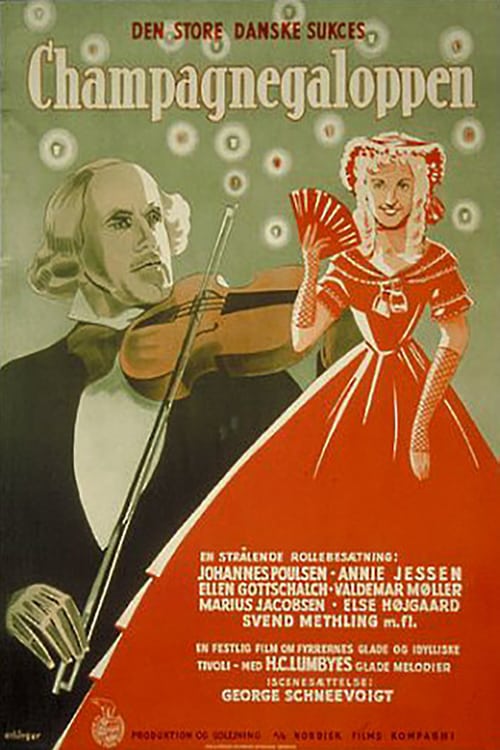 DEN STORE DANSKE SUKCES
Champagnegaloppen
EN STRÅLENDE ROLLEBESÆTNING:
JOHANNES POULSEN · ANNIE JESSEN
ELLEN GOTTSCHALCH · VALDEMAR MØLLER
MARIUS JACOBSEN · ELSE HØJGAARD
SVEND METHLING m.fl.
EN FESTLIG FILM OM FYRRERNES GLADE OG IDYLLISKE
TIVOLI - MED H.C. LUMBYES GLADE MELODIER
ISCENESÆTTELSE:
GEORGE SCHNEEVOIGT
PRODUKTION OG UDLEJNING A/S NORDISK FILMS KOMPAGNI